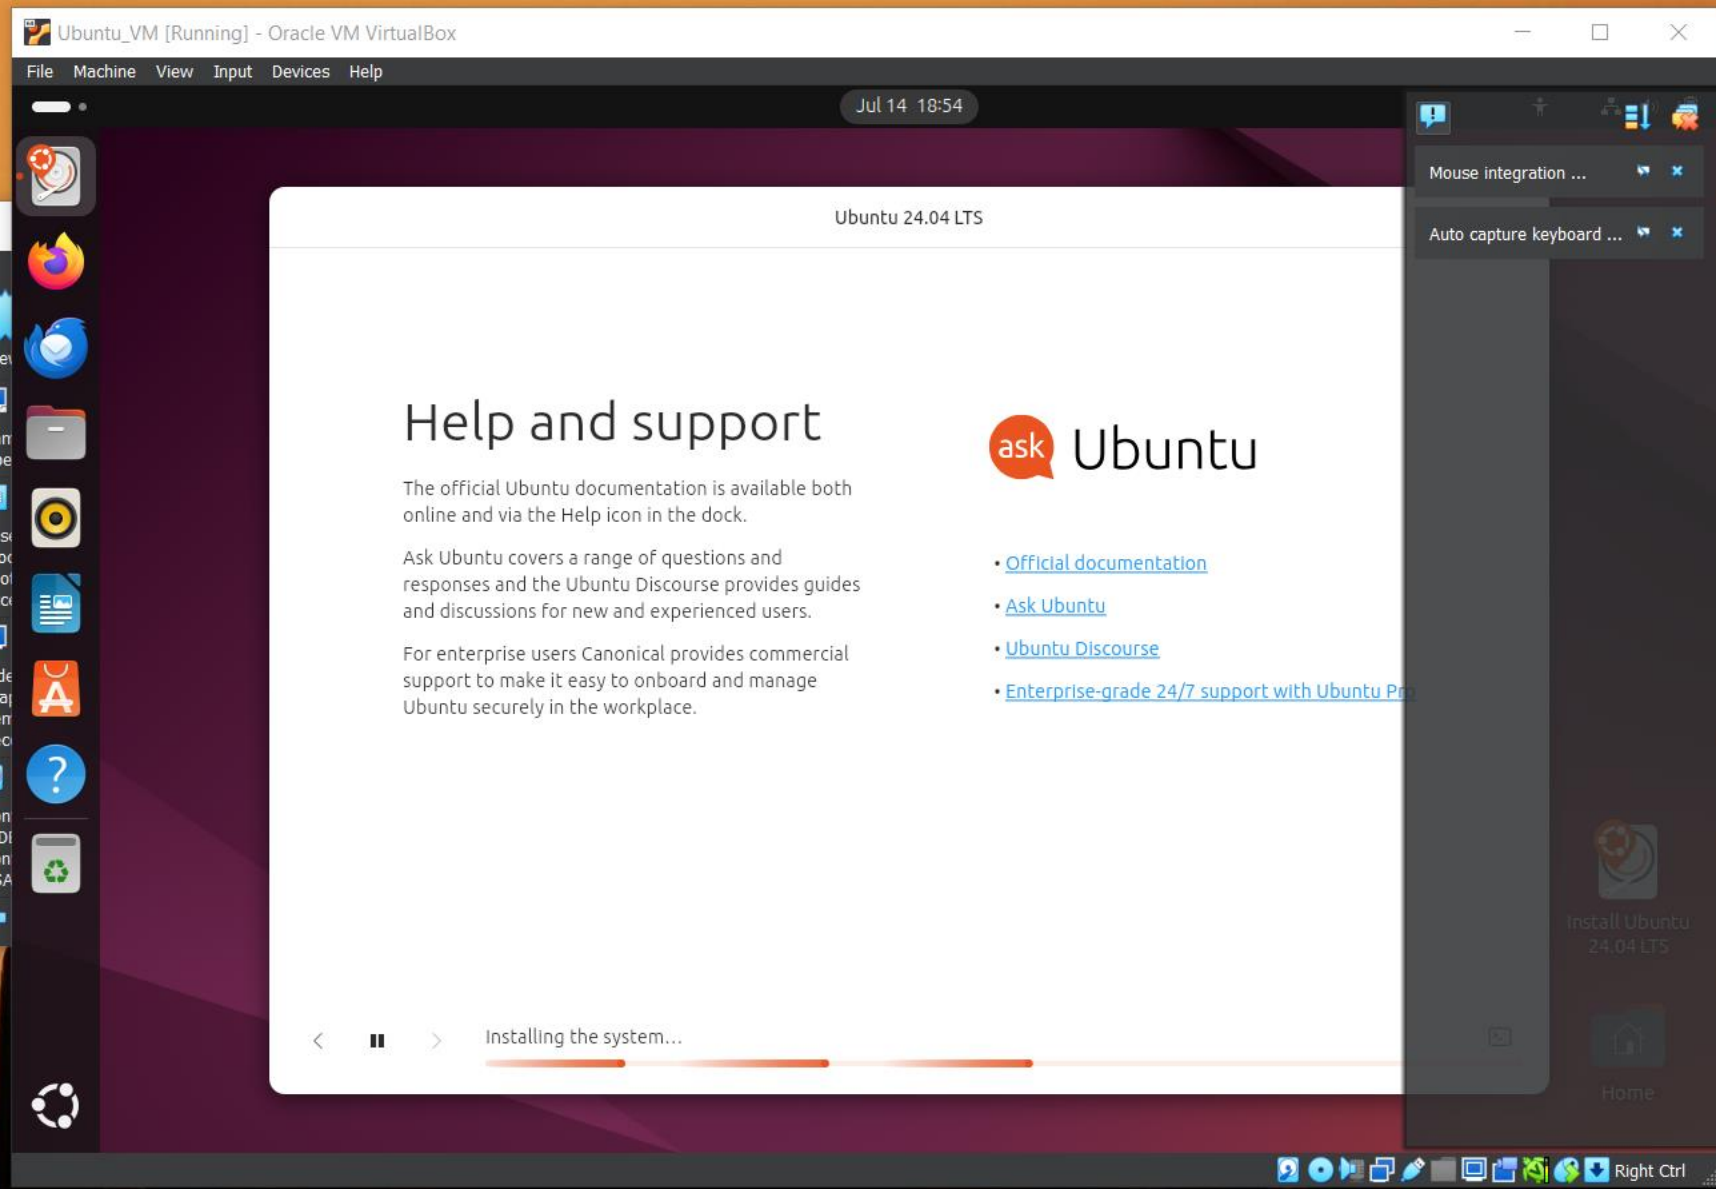 Ubuntu_VM [Running] - Oracle VM VirtualBox
File Machine View Input Devices Help
Jul 14 18:54
Mouse integration ...
Auto capture keyboard ...
Ubuntu 24.04 LTS
Help and support
The official Ubuntu documentation is available both
online and via the Help icon in the dock.
Ask Ubuntu covers a range of questions and
responses and the Ubuntu Discourse provides guides
and discussions for new and experienced users.
For enterprise users Canonical provides commercial
support to make it easy to onboard and manage
Ubuntu securely in the workplace.
ask Ubuntu
• Official documentation
• Ask Ubuntu
• Ubuntu Discourse
• Enterprise-grade 24/7 support with Ubuntu Pro
Install Ubuntu
24.04 LTS
Home
Installing the system...
Right Ctrl